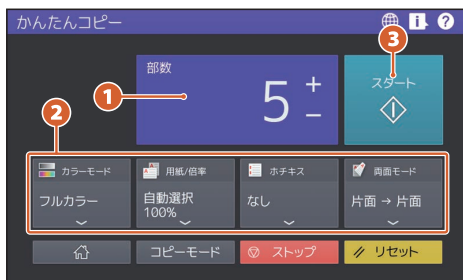 かんたんコピー
i
?
3
部数
1
5
+
-
スタート
2
カラーモード
フルカラー
用紙/倍率
自動選択
100%
ホチキス
なし
両面モード
片面 → 片面
コピーモード
ストップ
リセット